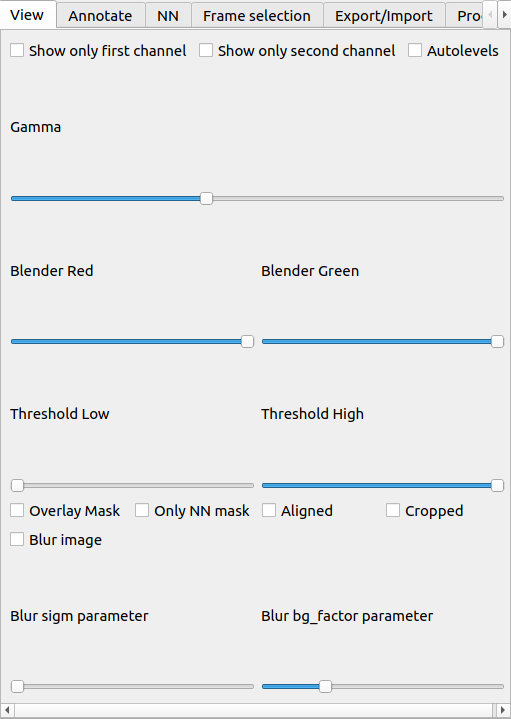 View Annotate NN Frame selection Export/Import
Show only first channel Show only second channel Autolevels
Gamma
Blender Red Blender Green
Threshold Low Threshold High
Overlay Mask Only NN mask Aligned Cropped
Blur image
Blur sigm parameter Blur bg_factor parameter